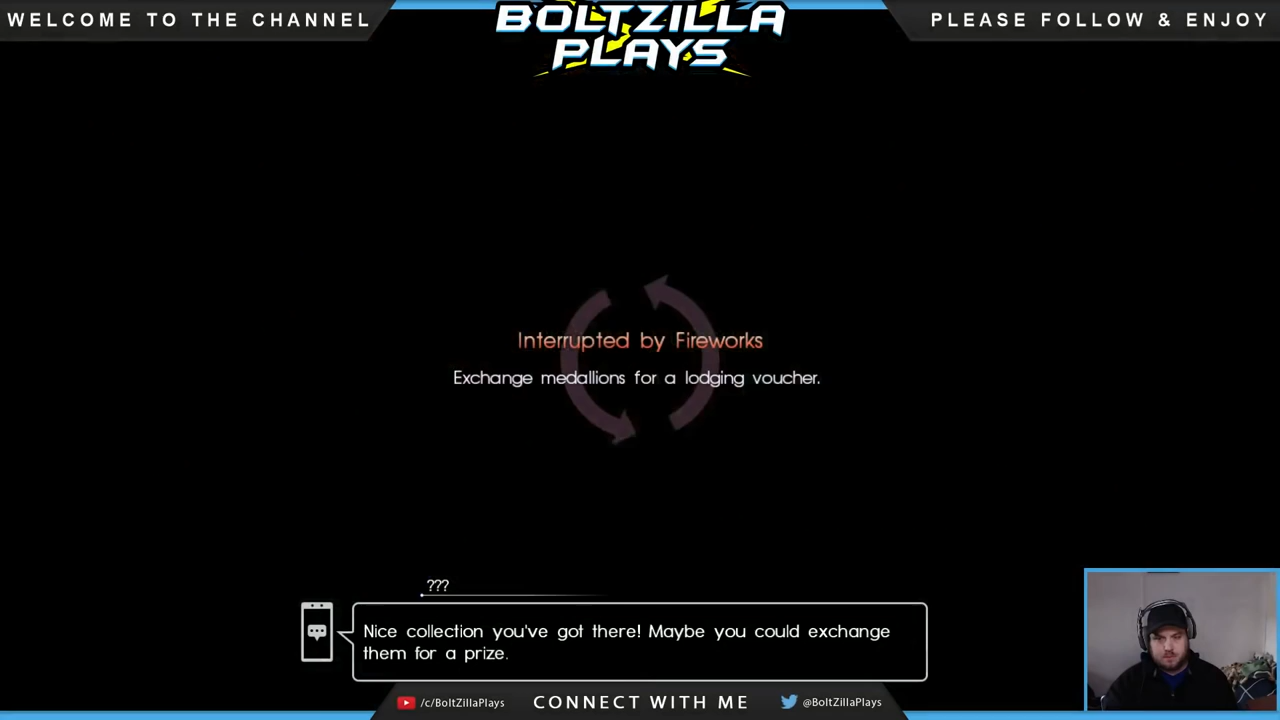 WELCOME TO THE CHANNEL
BOLTZILLA
PLAYS
PLEASE FOLLOW & ENJOY
Interrupted by Fireworks
Exchange medallions for a lodging voucher.
???
Nice collection you've got there! Maybe you could exchange
them for a prize.
/c/BoltZillaPlays
CONNECT WITH ME
@BoltZillaPlays